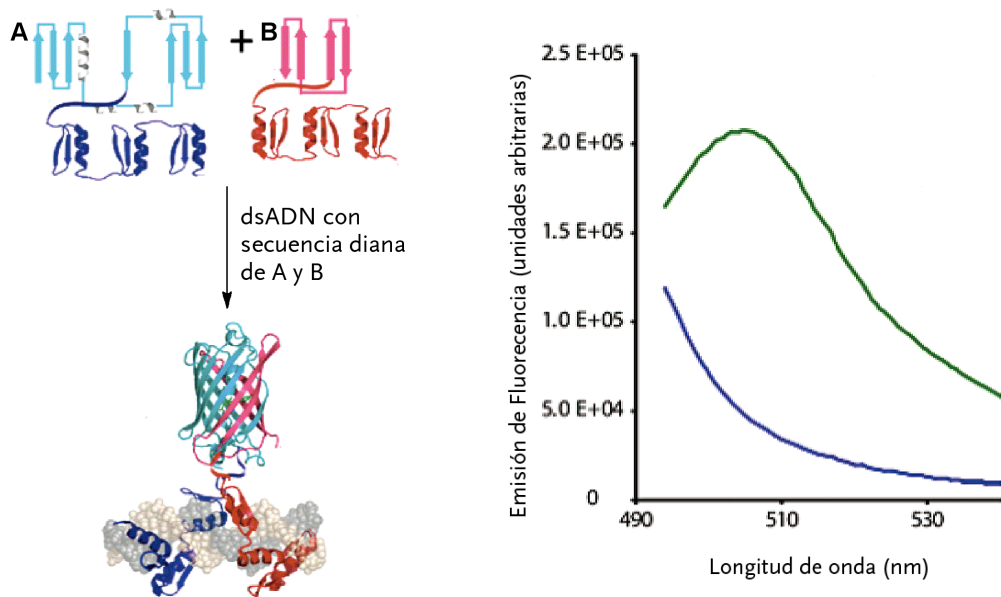 A + B
dsADN con
secuencia diana
de A y B
Emisión de Fluorecencia (unidades arbitrarias)
2.5 E+05
2.0 E+05
1.5 E+05
1.0 E+05
5.0 E+04
0
490 510 530
Longitud de onda (nm)